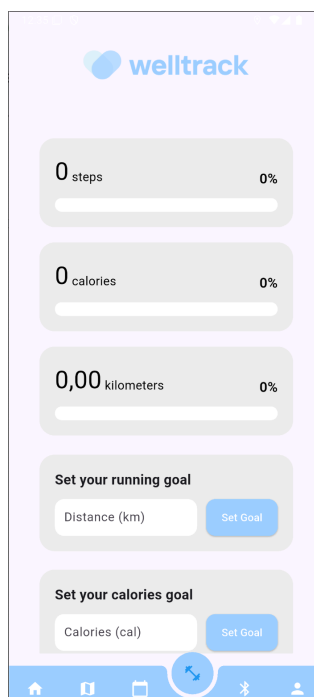 welltrack
0 steps
0%
0 calories
0%
0,00 kilometers
0%
Set your running goal
Distance (km)
Set Goal
Set your calories goal
Calories (cal)
Set Goal